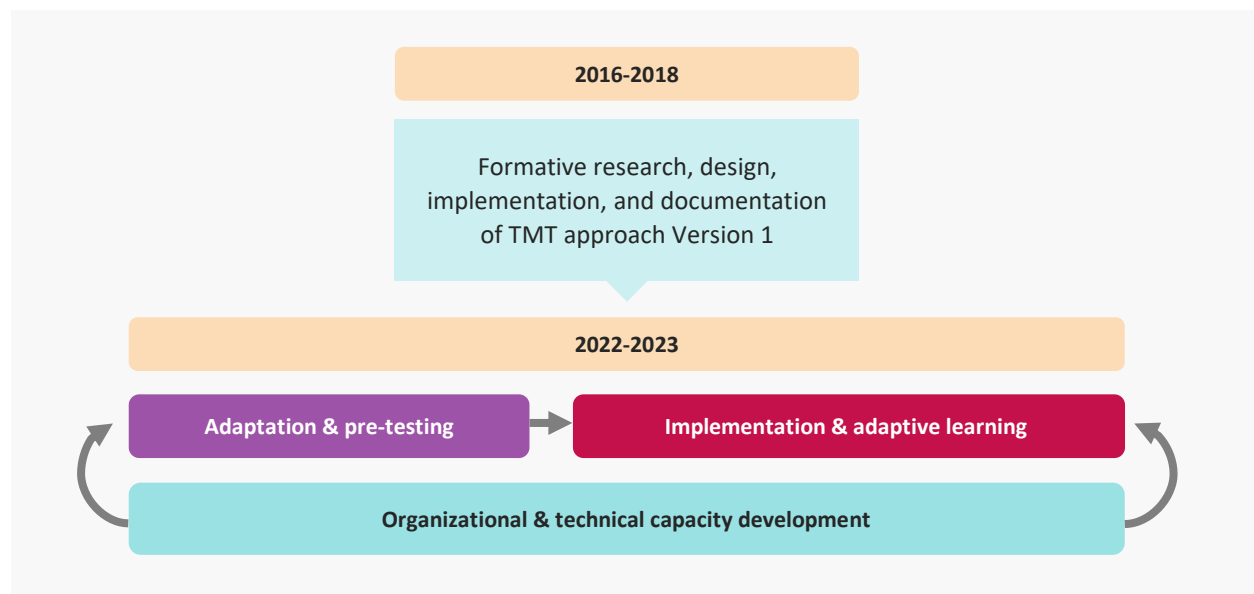 2016-2018
Formative research, design,
implementation, and documentation
of TMT approach Version 1
2022-2023
Adaptation & pre-testing
Implementation & adaptive learning
Organizational & technical capacity development